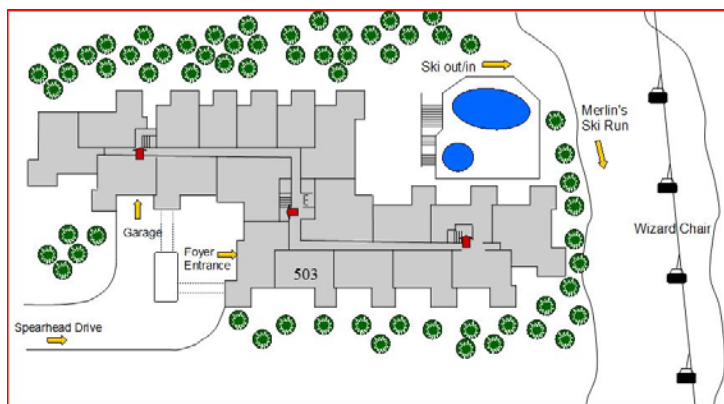 Ski out/in
Merlin's
Ski Run
Wizard Chair
Garage
Foyer
Entrance
503
Spearhead Drive